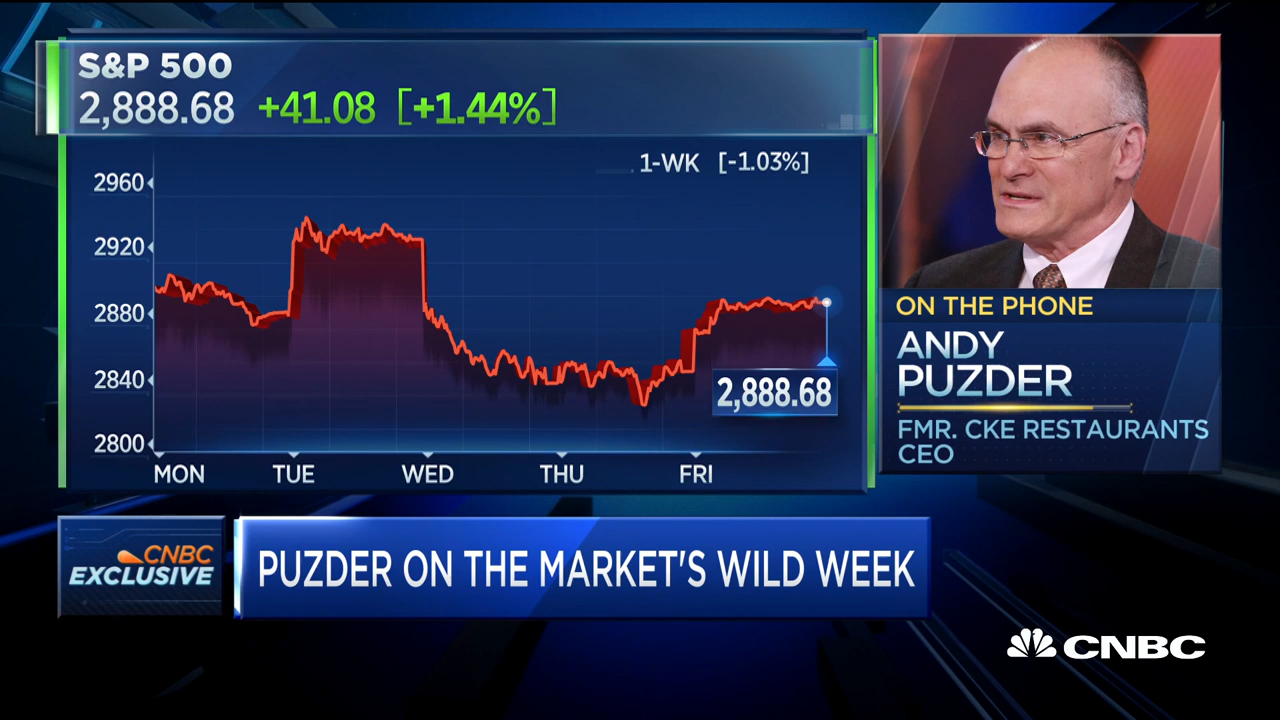 S&P 500
2,888.68 +41.08 [+1.44%]
1-WK [-1.03%]
2960
2920
2880
2840
2800
2,888.68
MON TUE WED THU FRI
ON THE PHONE
ANDY
PUZDER
FMR. CKE RESTAURANTS
CEO
CNBC
EXCLUSIVE
PUZDER ON THE MARKET'S WILD WEEK
CNBC